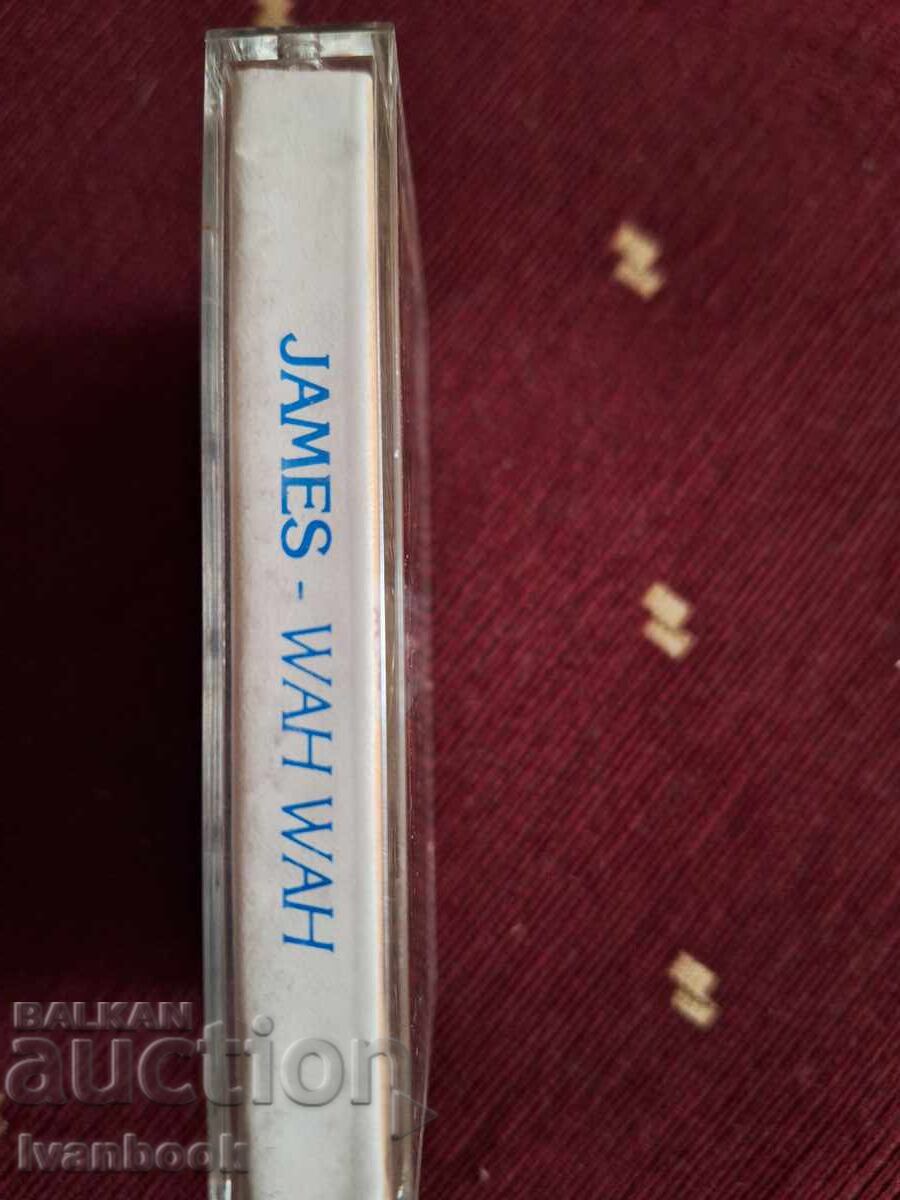 JAMES - WAH WAH
BALKAN
auction
Ivanbook